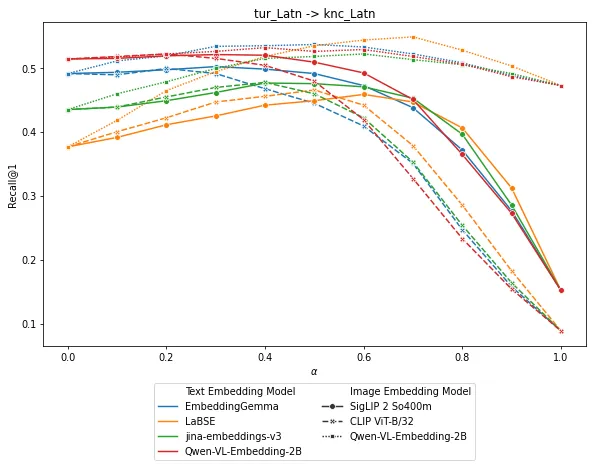 tur_Latn -> knc_Latn
Recall@1
0.5
0.4
0.3
0.2
0.1
0.0 0.2 0.4 0.6 0.8 1.0
α
Text Embedding Model Image Embedding Model
EmbeddingGemma SigLIP 2 So400m
LaBSE CLIP ViT-B/32
jina-embeddings-v3 Qwen-VL-Embedding-2B
Qwen-VL-Embedding-2B